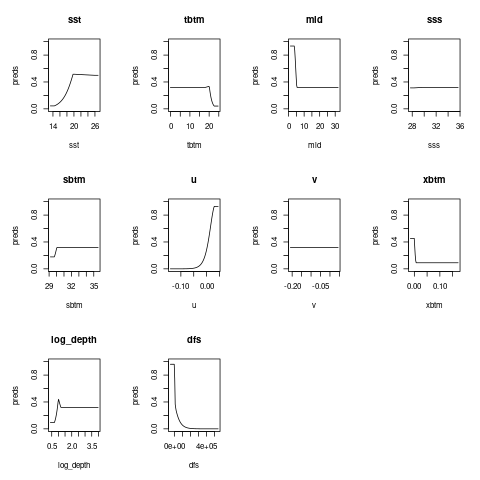 sst tbtm mld sss
preds 0.0 0.4 0.8 preds 0.0 0.4 0.8 preds 0.0 0.4 0.8 preds 0.0 0.4 0.8
14 20 26 0 10 20 0 10 20 30 28 32 36
sst tbtm mld sss
sbtm u v xbtm
preds 0.0 0.4 0.8 preds 0.0 0.4 0.8 preds 0.0 0.4 0.8 preds 0.0 0.4 0.8
29 32 35 -0.10 0.00 -0.20 -0.05 0.00 0.10
sbtm u v xbtm
log_depth dfs
preds 0.0 0.4 0.8 preds 0.0 0.4 0.8
0.5 2.0 3.5 0e+00 4e+05
log_depth dfs